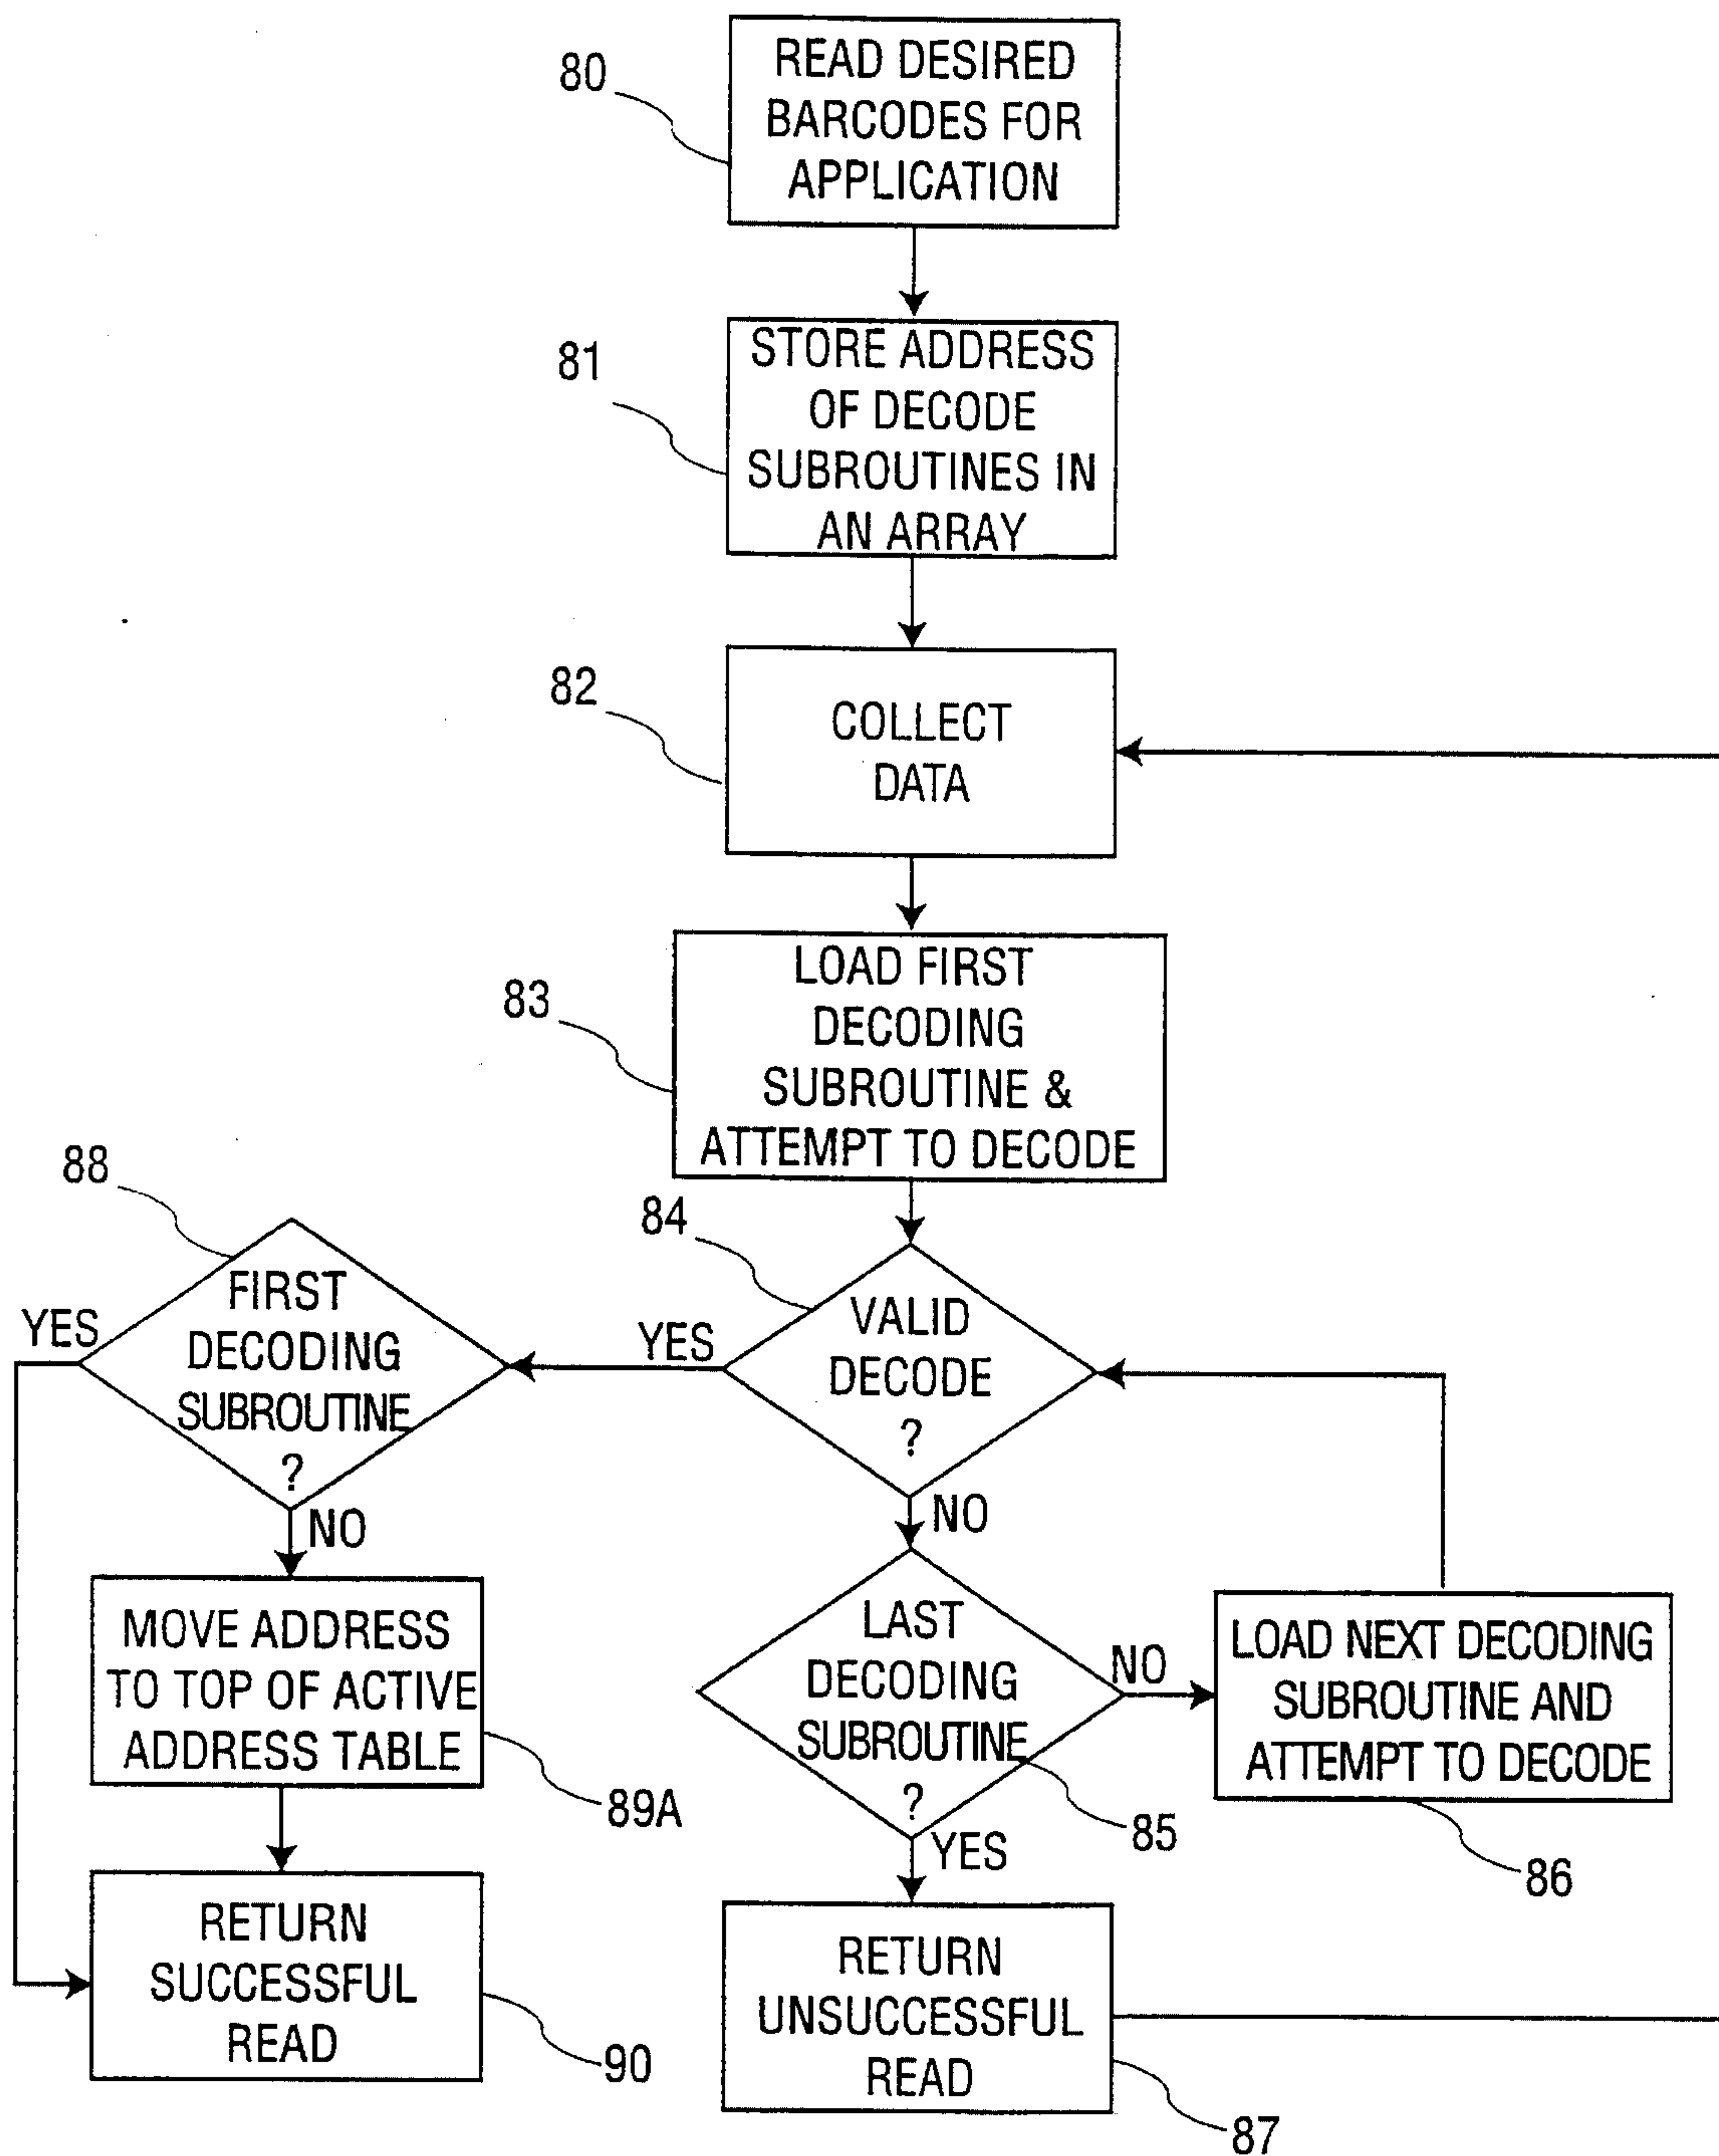 80
READ DESIRED
BARCODES FOR
APPLICATION
81
STORE ADDRESS
OF DECODE
SUBROUTINES IN
AN ARRAY
82
COLLECT
DATA
83
LOAD FIRST
DECODING
SUBROUTINE &
ATTEMPT TO DECODE
84
VALID
DECODE
?
YES
NO
88
FIRST
DECODING
SUBROUTINE
?
YES
NO
MOVE ADDRESS
TO TOP OF ACTIVE
ADDRESS TABLE
89A
RETURN
SUCCESSFUL
READ
90
LAST
DECODING
SUBROUTINE
?
85
NO
YES
LOAD NEXT DECODING
SUBROUTINE AND
ATTEMPT TO DECODE
86
RETURN
UNSUCCESSFUL
READ
87